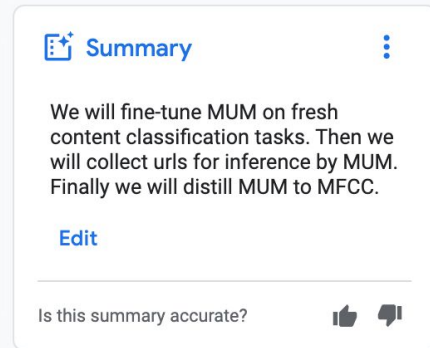 Summary
We will fine-tune MUM on fresh
content classification tasks. Then we
will collect urls for inference by MUM.
Finally we will distill MUM to MFCC.
Edit
Is this summary accurate?